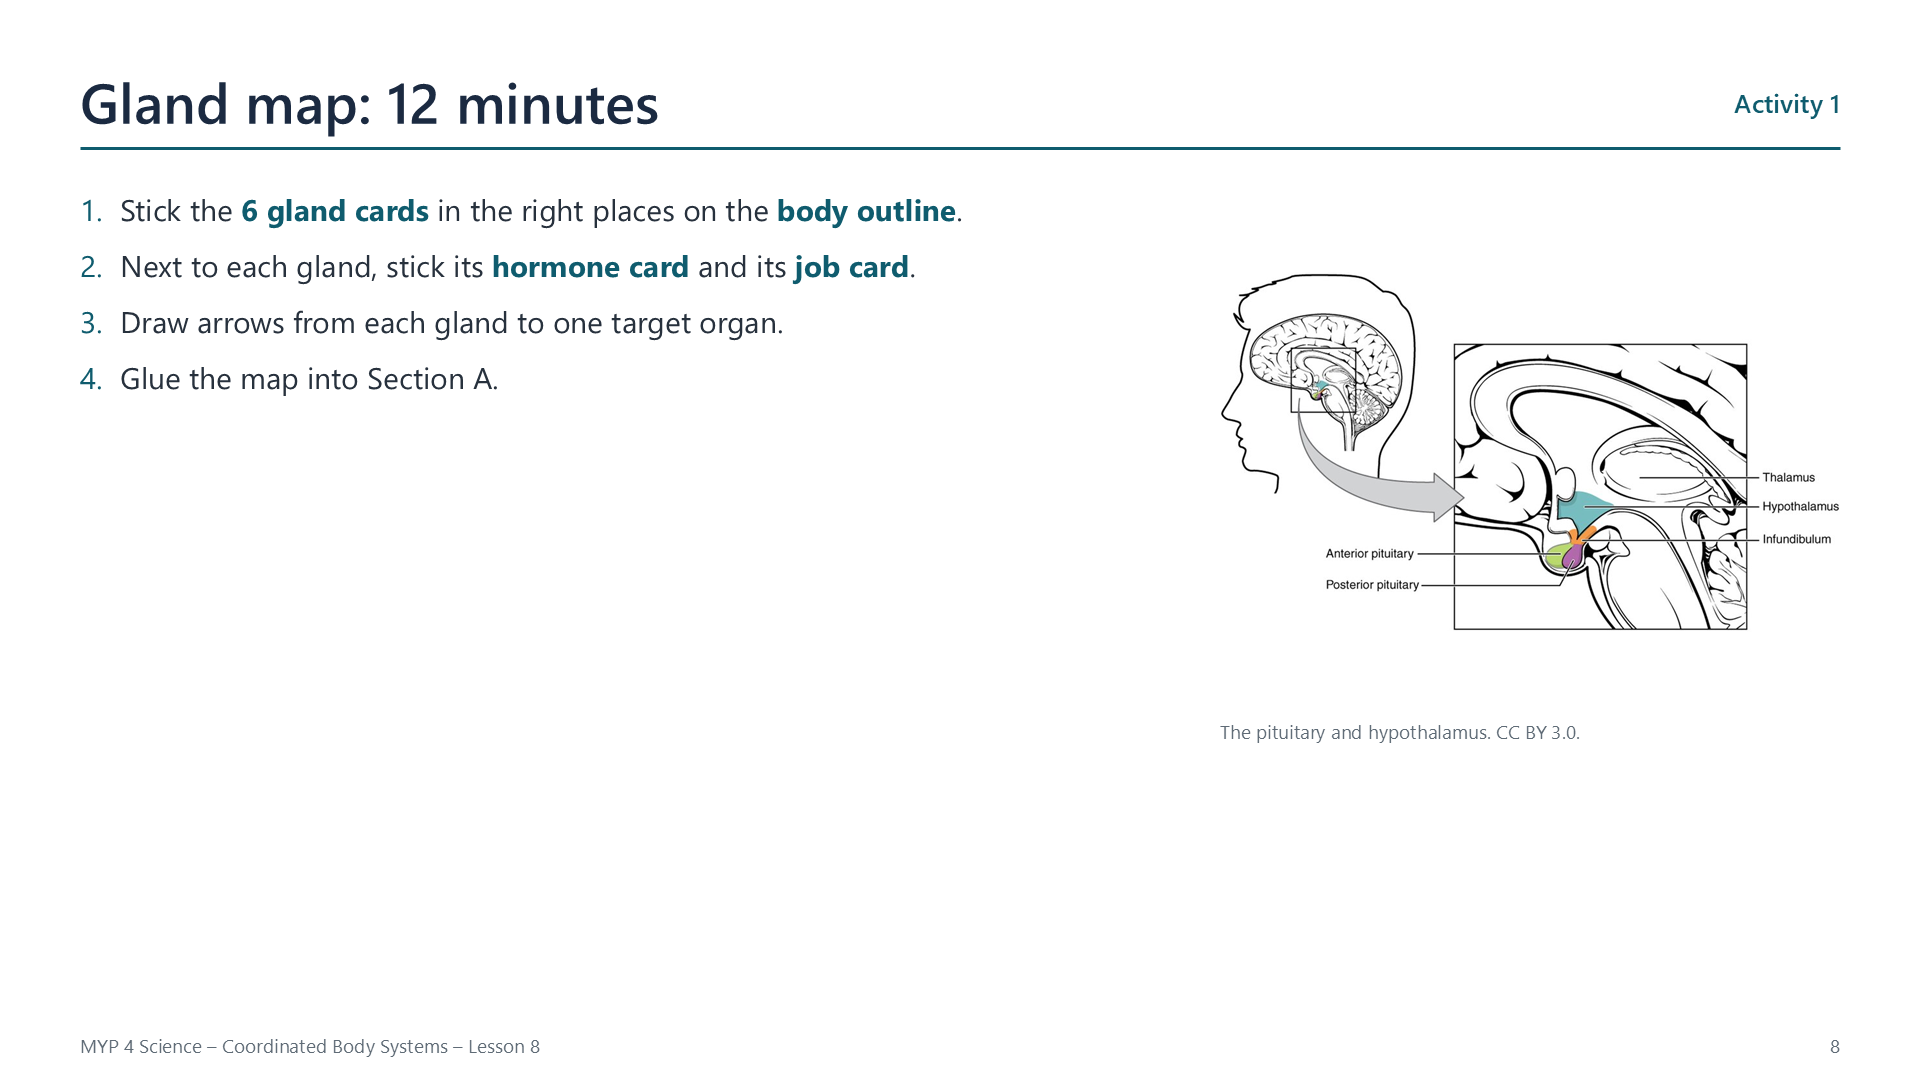 Gland map: 12 minutes
Activity 1
1. Stick the 6 gland cards in the right places on the body outline.
2. Next to each gland, stick its hormone card and its job card.
3. Draw arrows from each gland to one target organ.
4. Glue the map into Section A.
Thalamus
Hypothalamus
Infundibulum
Anterior pituitary
Posterior pituitary
The pituitary and hypothalamus. CC BY 3.0.
MYP 4 Science – Coordinated Body Systems – Lesson 8
8